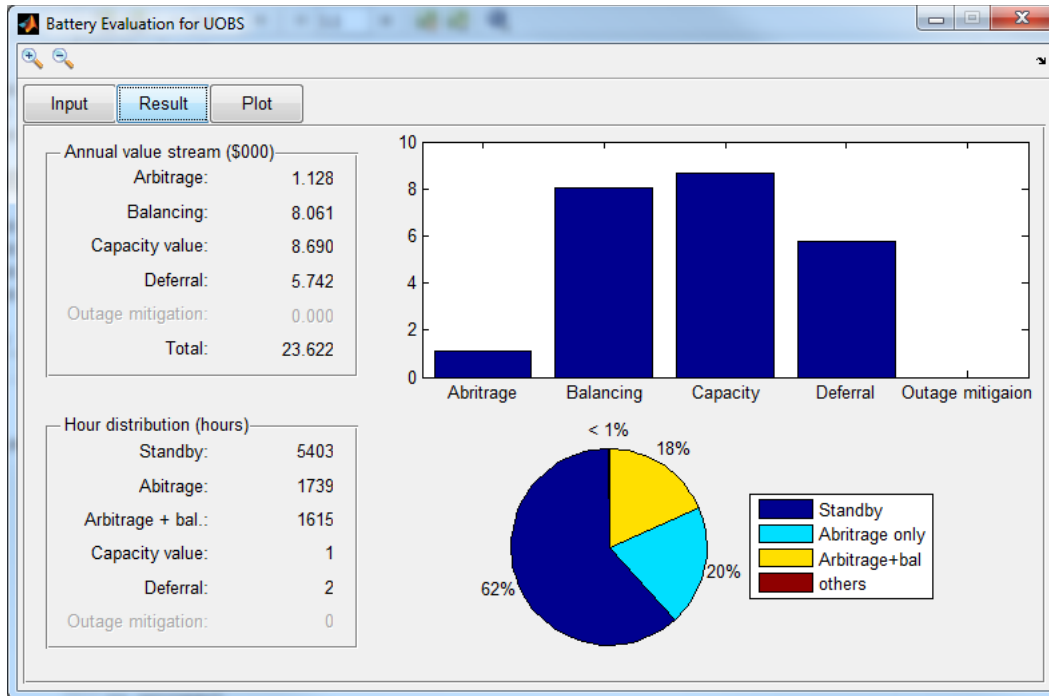 Battery Evaluation for UOBS
Input
Result
Plot
Annual value stream ($000)
Arbitrage: 1.128
Balancing: 8.061
Capacity value: 8.690
Deferral: 5.742
Outage mitigation: 0.000
Total: 23.622
10
8
6
4
2
0
Abritrage Balancing Capacity Deferral Outage mitigaion
Hour distribution (hours)
Standby: 5403
Abitrage: 1739
Arbitrage + bal.: 1615
Capacity value: 1
Deferral: 2
Outage mitigation: 0
< 1%
18%
20%
62%
Standby
Abritrage only
Arbitrage+bal
others